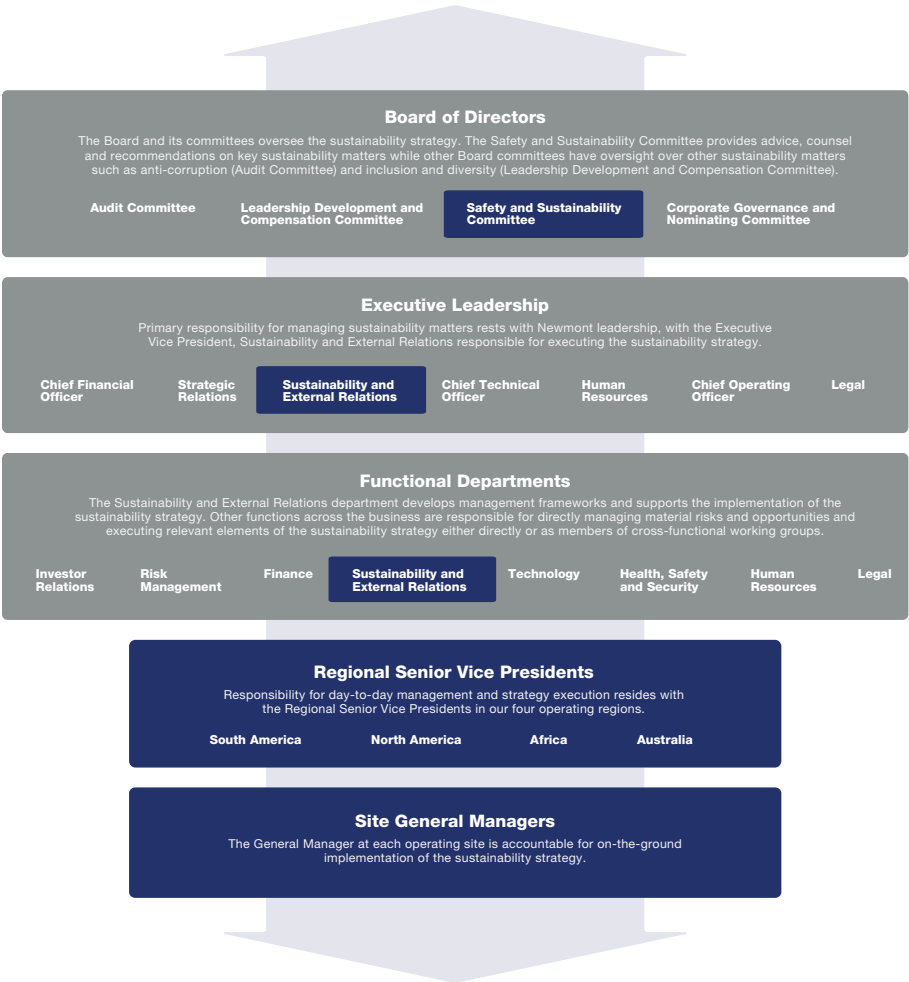 Board of Directors
The Board and its committees oversee the sustainability strategy. The Safety and Sustainability Committee provides advice, counsel
and recommendations on key sustainability matters while other Board committees have oversight over other sustainability matters
such as anti-corruption (Audit Committee) and inclusion and diversity (Leadership Development and Compensation Committee).
Audit Committee
Leadership Development and
Compensation Committee
Safety and Sustainability
Committee
Corporate Governance and
Nominating Committee
Executive Leadership
Primary responsibility for managing sustainability matters rests with Newmont leadership, with the Executive
Vice President, Sustainability and External Relations responsible for executing the sustainability strategy.
Chief Financial
Officer
Strategic
Relations
Sustainability and
External Relations
Chief Technical
Officer
Human
Resources
Chief Operating
Officer
Legal
Functional Departments
The Sustainability and External Relations department develops management frameworks and supports the implementation of the
sustainability strategy. Other functions across the business are responsible for directly managing material risks and opportunities and
executing relevant elements of the sustainability strategy either directly or as members of cross-functional working groups.
Investor
Relations
Risk
Management
Finance
Sustainability and
External Relations
Technology
Health, Safety
and Security
Human
Resources
Legal
Regional Senior Vice Presidents
Responsibility for day-to-day management and strategy execution resides with
the Regional Senior Vice Presidents in our four operating regions.
South America
North America
Africa
Australia
Site General Managers
The General Manager at each operating site is accountable for on-the-ground
implementation of the sustainability strategy.